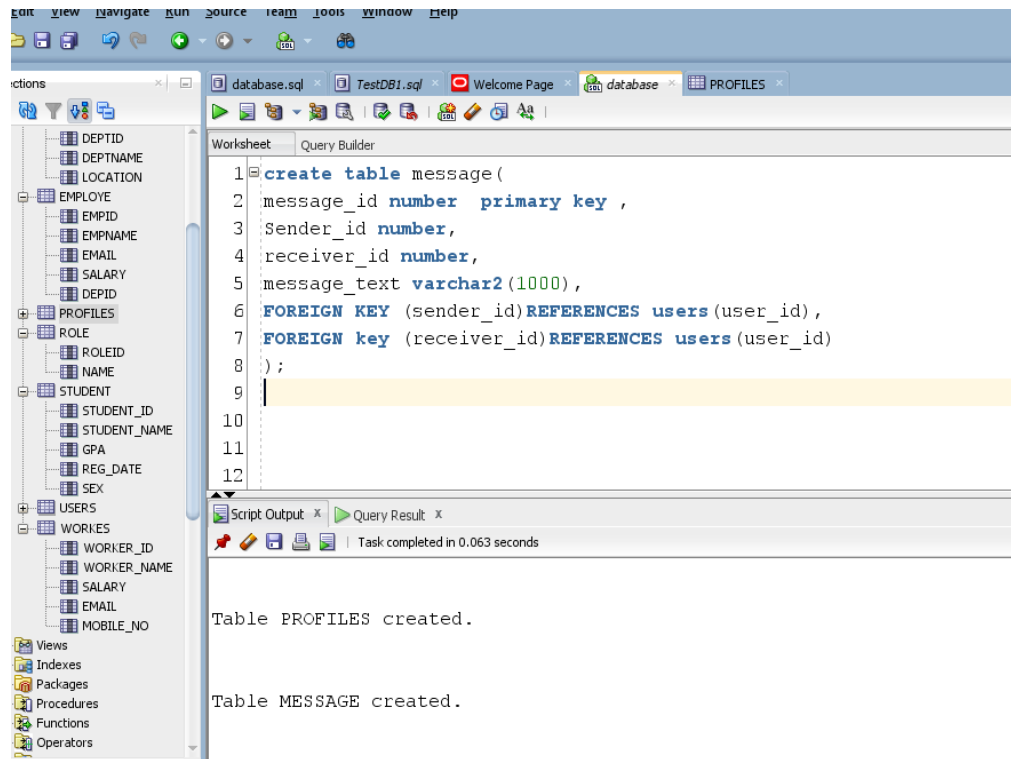 Edit View Navigate Run Source Team Tools Window Help
ctions
database.sql TestDB1.sql Welcome Page database PROFILES
DEPTID
DEPTNAME
LOCATION
EMPLOYE
EMPID
EMPNAME
EMAIL
SALARY
DEPID
PROFILES
ROLE
ROLEID
NAME
STUDENT
STUDENT_ID
STUDENT_NAME
GPA
REG_DATE
SEX
USERS
WORKES
WORKER_ID
WORKER_NAME
SALARY
EMAIL
MOBILE_NO
Views
Indexes
Packages
Procedures
Functions
Operators
Worksheet Query Builder
1 create table message(
2 message_id number  primary key ,
3 Sender_id number,
4 receiver_id number,
5 message_text varchar2(1000),
6 FOREIGN KEY (sender_id)REFERENCES users(user_id),
7 FOREIGN key (receiver_id)REFERENCES users(user_id)
8 );
9
10
11
12
Script Output x Query Result x
Task completed in 0.063 seconds
Table PROFILES created.
Table MESSAGE created.